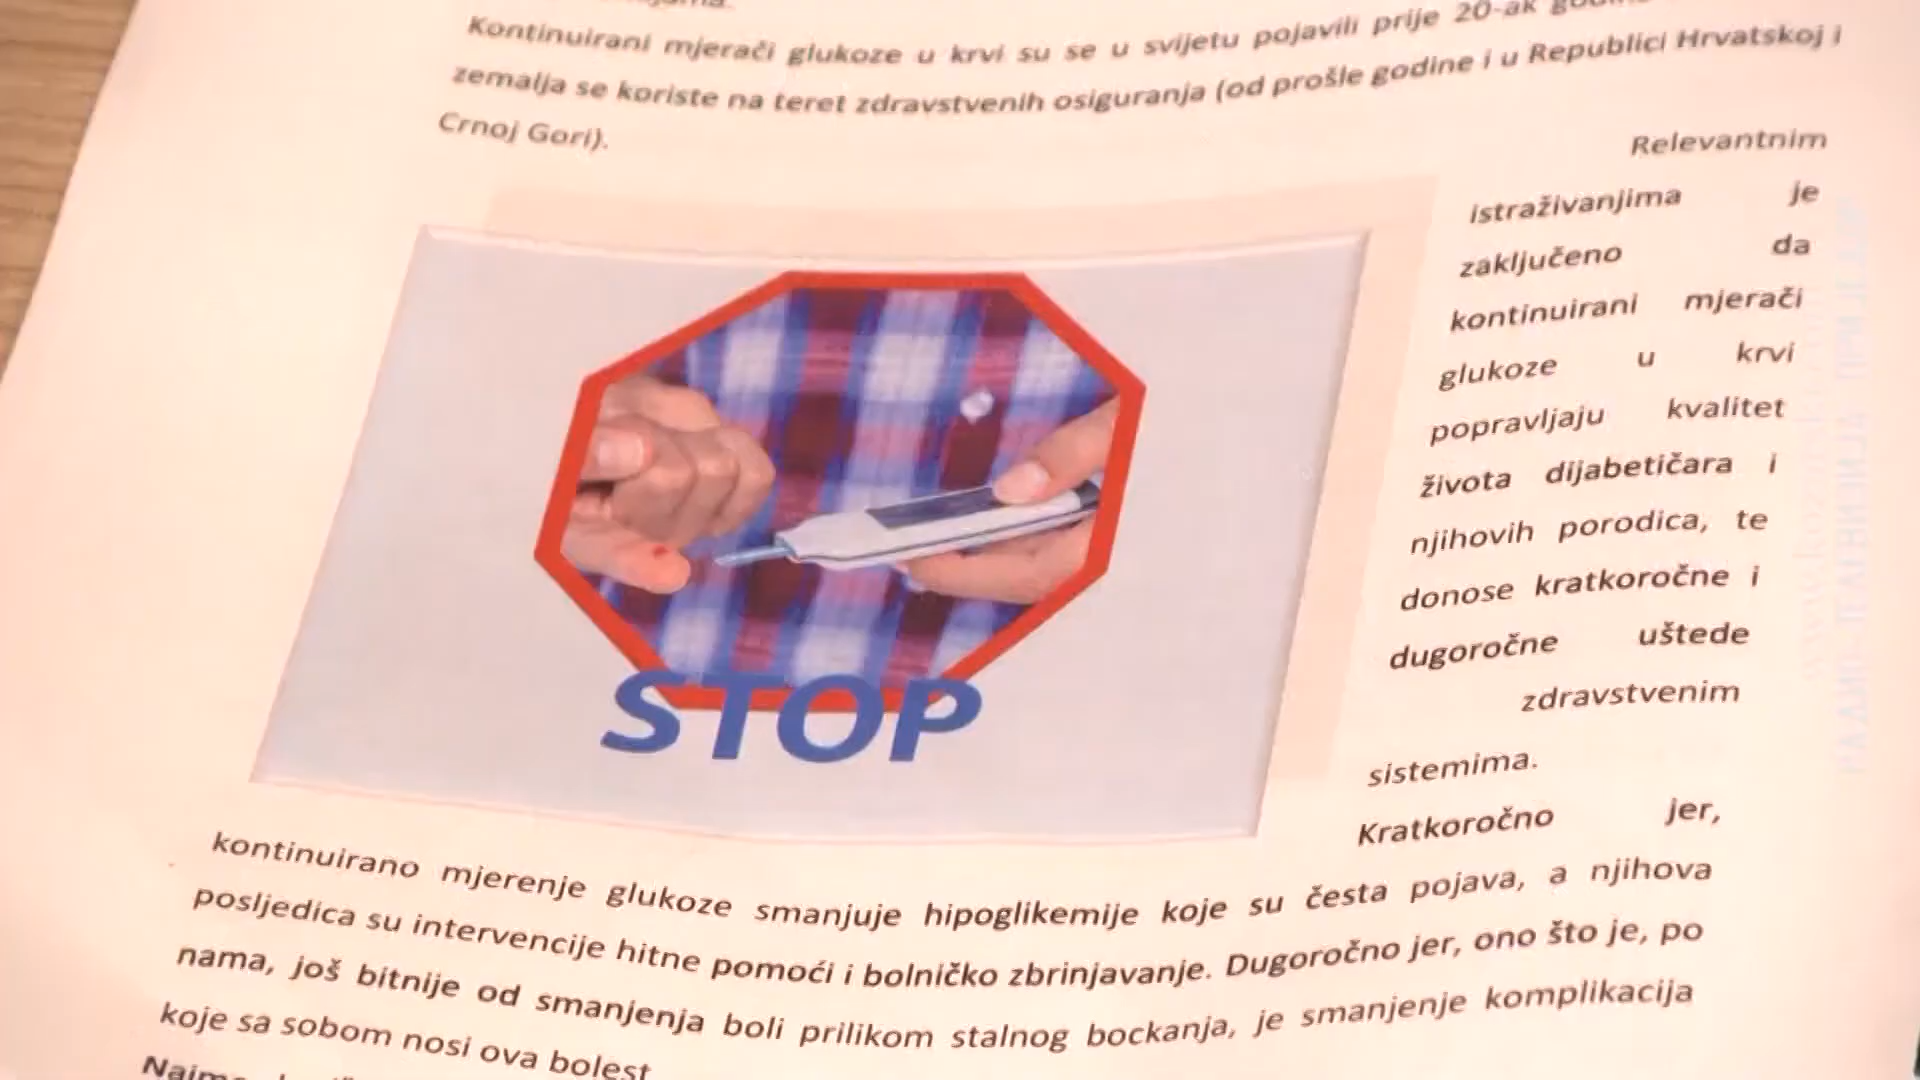 Kontinuirani mjerači glukoze u krvi su se u svijetu pojavili prije 20-ak
zemalja se koriste na teret zdravstvenih osiguranja (od prošle godine i u Republici Hrvatskoj i
Crnoj Gori).
Relevantnim
istraživanjima je
zaključeno da
kontinuirani mjerači
glukoze u krvi
popravljaju kvalitet
života dijabetičara i
njihovih porodica, te
donose kratkoročne i
dugoročne uštede
zdravstvenim
sistemima.
Kratkoročno jer,
STOP
kontinuirano mjerenje glukoze smanjuje hipoglikemije koje su česta pojava, a njihova
posljedica su intervencije hitne pomoći i bolničko zbrinjavanje. Dugoročno jer, ono što je, po
nama, još bitnije od smanjenja boli prilikom stalnog bockanja, je smanjenje komplikacija
koje sa sobom nosi ova bolest